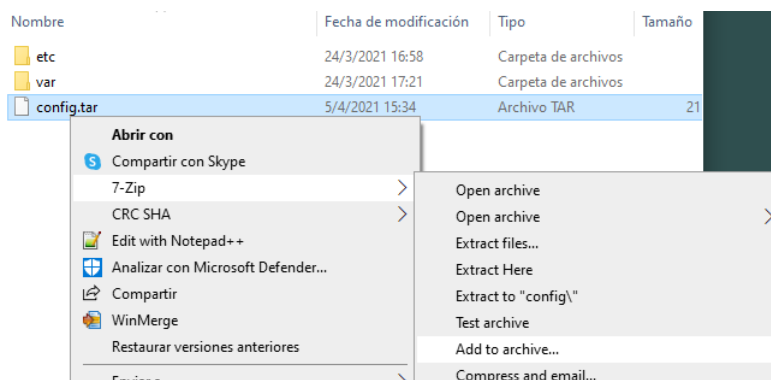 Nombre Fecha de modificación Tipo Tamaño
etc 24/3/2021 16:58 Carpeta de archivos
var 24/3/2021 17:21 Carpeta de archivos
config.tar 5/4/2021 15:34 Archivo TAR 21
Abrir con
Compartir con Skype
7-Zip
CRC SHA
Edit with Notepad++
Analizar con Microsoft Defender...
Compartir
WinMerge
Restaurar versiones anteriores
Enviar a
Open archive
Open archive
Extract files...
Extract Here
Extract to "config\"
Test archive
Add to archive...
Compress and email...